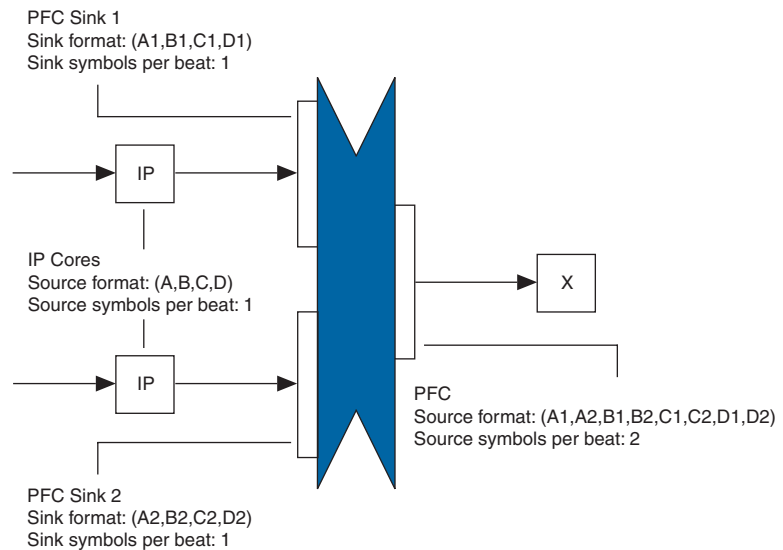 PFC Sink 1
Sink format: (A1,B1,C1,D1)
Sink symbols per beat: 1
IP
IP Cores
Source format: (A,B,C,D)
Source symbols per beat: 1
X
IP
PFC
Source format: (A1,A2,B1,B2,C1,C2,D1,D2)
Source symbols per beat: 2
PFC Sink 2
Sink format: (A2,B2,C2,D2)
Sink symbols per beat: 1